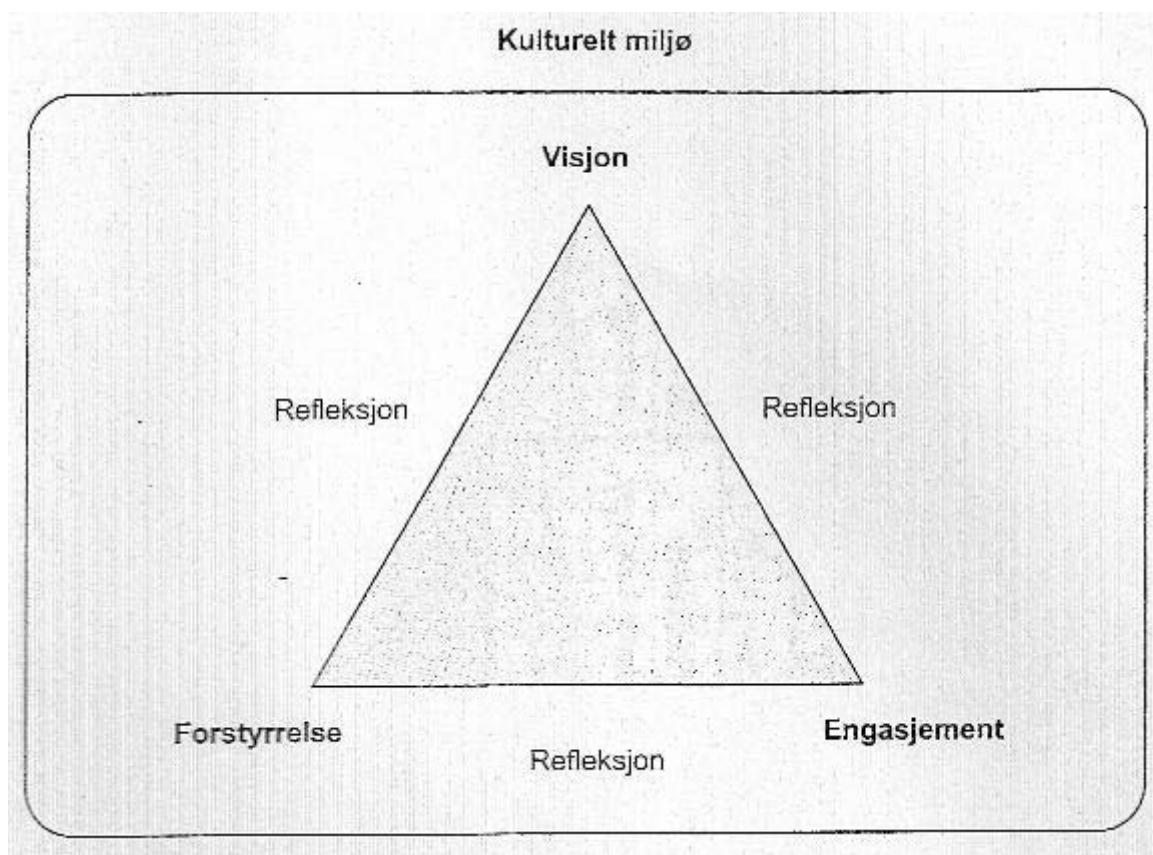 Kulturelt miljø
Visjon
Refleksjon
Refleksjon
Forstyrrelse
Engasjement
Refleksjon